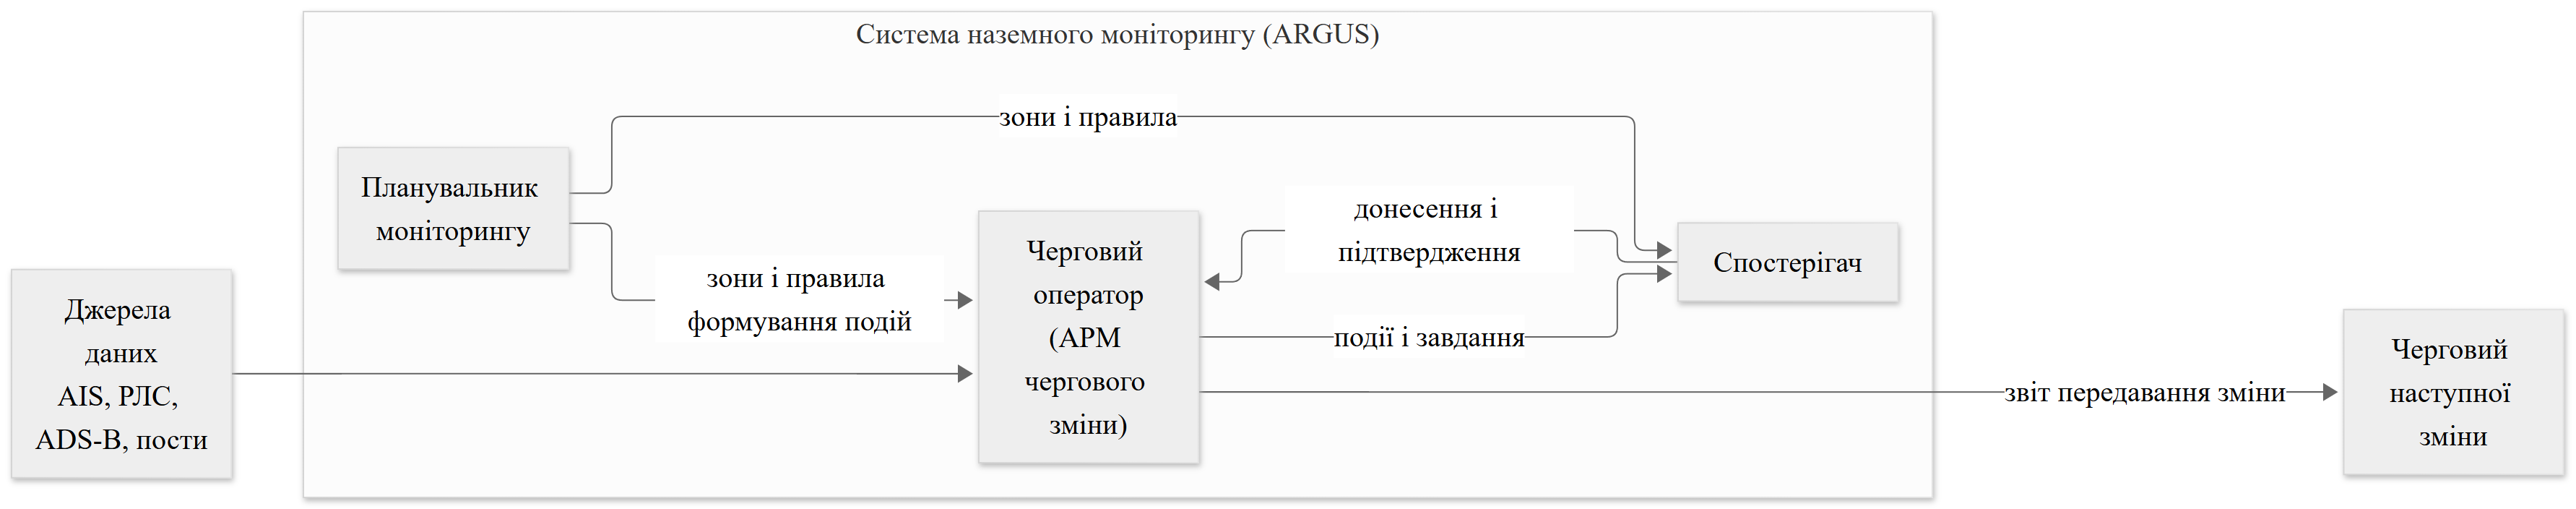 Система наземного моніторингу (ARGUS)
зони і правила
Планувальник
моніторингу
донесення і
підтвердження
Спостерігач
зони і правила
формування подій
Черговий
оператор
(АРМ
чергового
зміни)
події і завдання
Джерела
даних
AIS, РЛС,
ADS-B, пости
звіт передавання зміни
Черговий
наступної
зміни